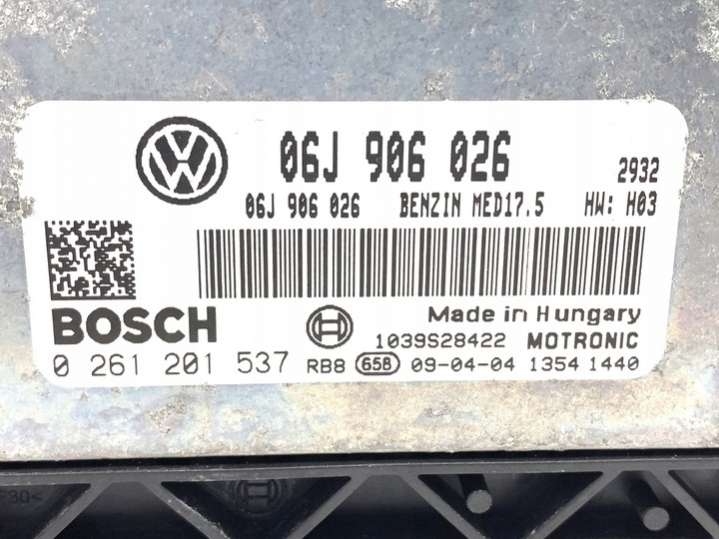 06J 906 026 2932
06J 906 026 BENZIN MED17.5 HW: H03
Made in Hungary
BOSCH 1039S28422 MOTRONIC
0 261 201 537 RB8 658 09-04-04 1354 1440